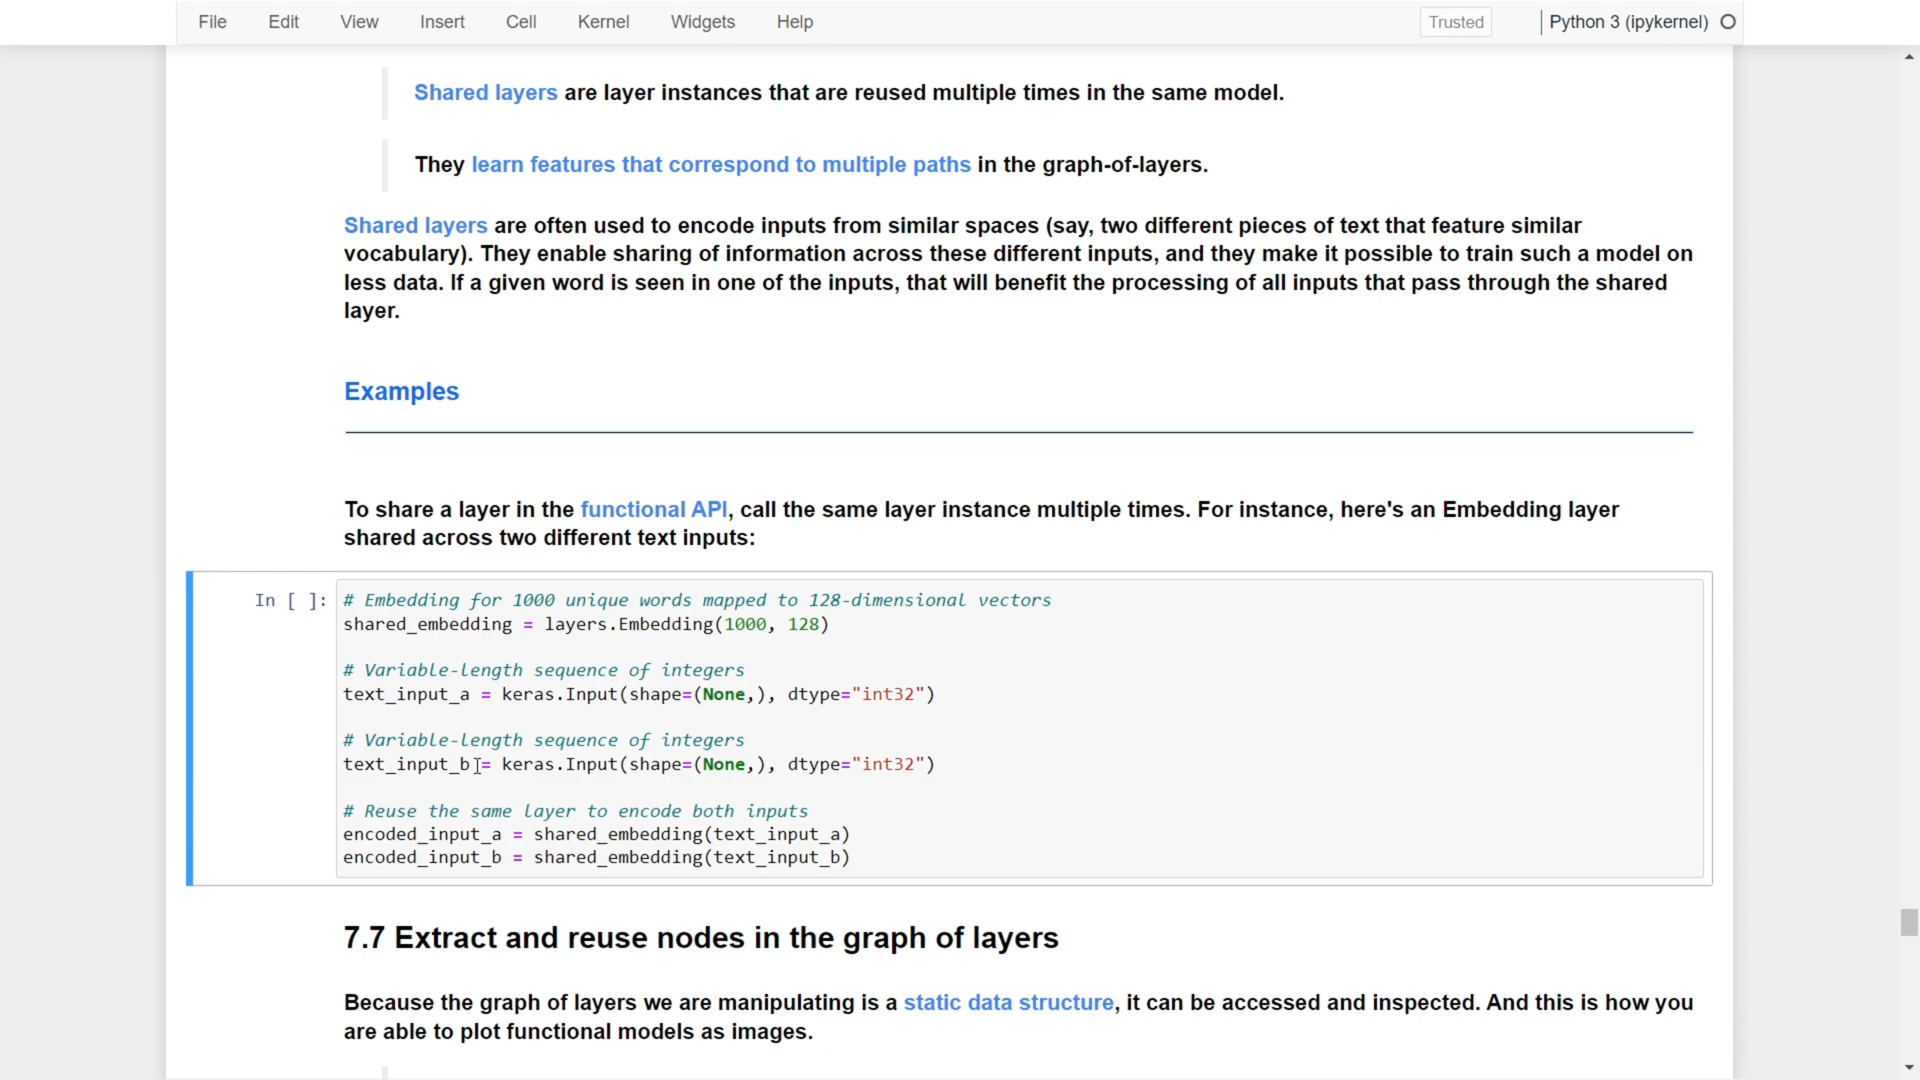 File Edit View Insert Cell Kernel Widgets Help Trusted Python 3 (ipykernel)
Shared layers are layer instances that are reused multiple times in the same model.
They learn features that correspond to multiple paths in the graph-of-layers.
Shared layers are often used to encode inputs from similar spaces (say, two different pieces of text that feature similar
vocabulary). They enable sharing of information across these different inputs, and they make it possible to train such a model on
less data. If a given word is seen in one of the inputs, that will benefit the processing of all inputs that pass through the shared
layer.
Examples
To share a layer in the functional API, call the same layer instance multiple times. For instance, here's an Embedding layer
shared across two different text inputs:
In [ ]: # Embedding for 1000 unique words mapped to 128-dimensional vectors
shared_embedding = layers.Embedding(1000, 128)
# Variable-length sequence of integers
text_input_a = keras.Input(shape=(None,), dtype="int32")
# Variable-length sequence of integers
text_input_b = keras.Input(shape=(None,), dtype="int32")
# Reuse the same layer to encode both inputs
encoded_input_a = shared_embedding(text_input_a)
encoded_input_b = shared_embedding(text_input_b)
7.7 Extract and reuse nodes in the graph of layers
Because the graph of layers we are manipulating is a static data structure, it can be accessed and inspected. And this is how you
are able to plot functional models as images.